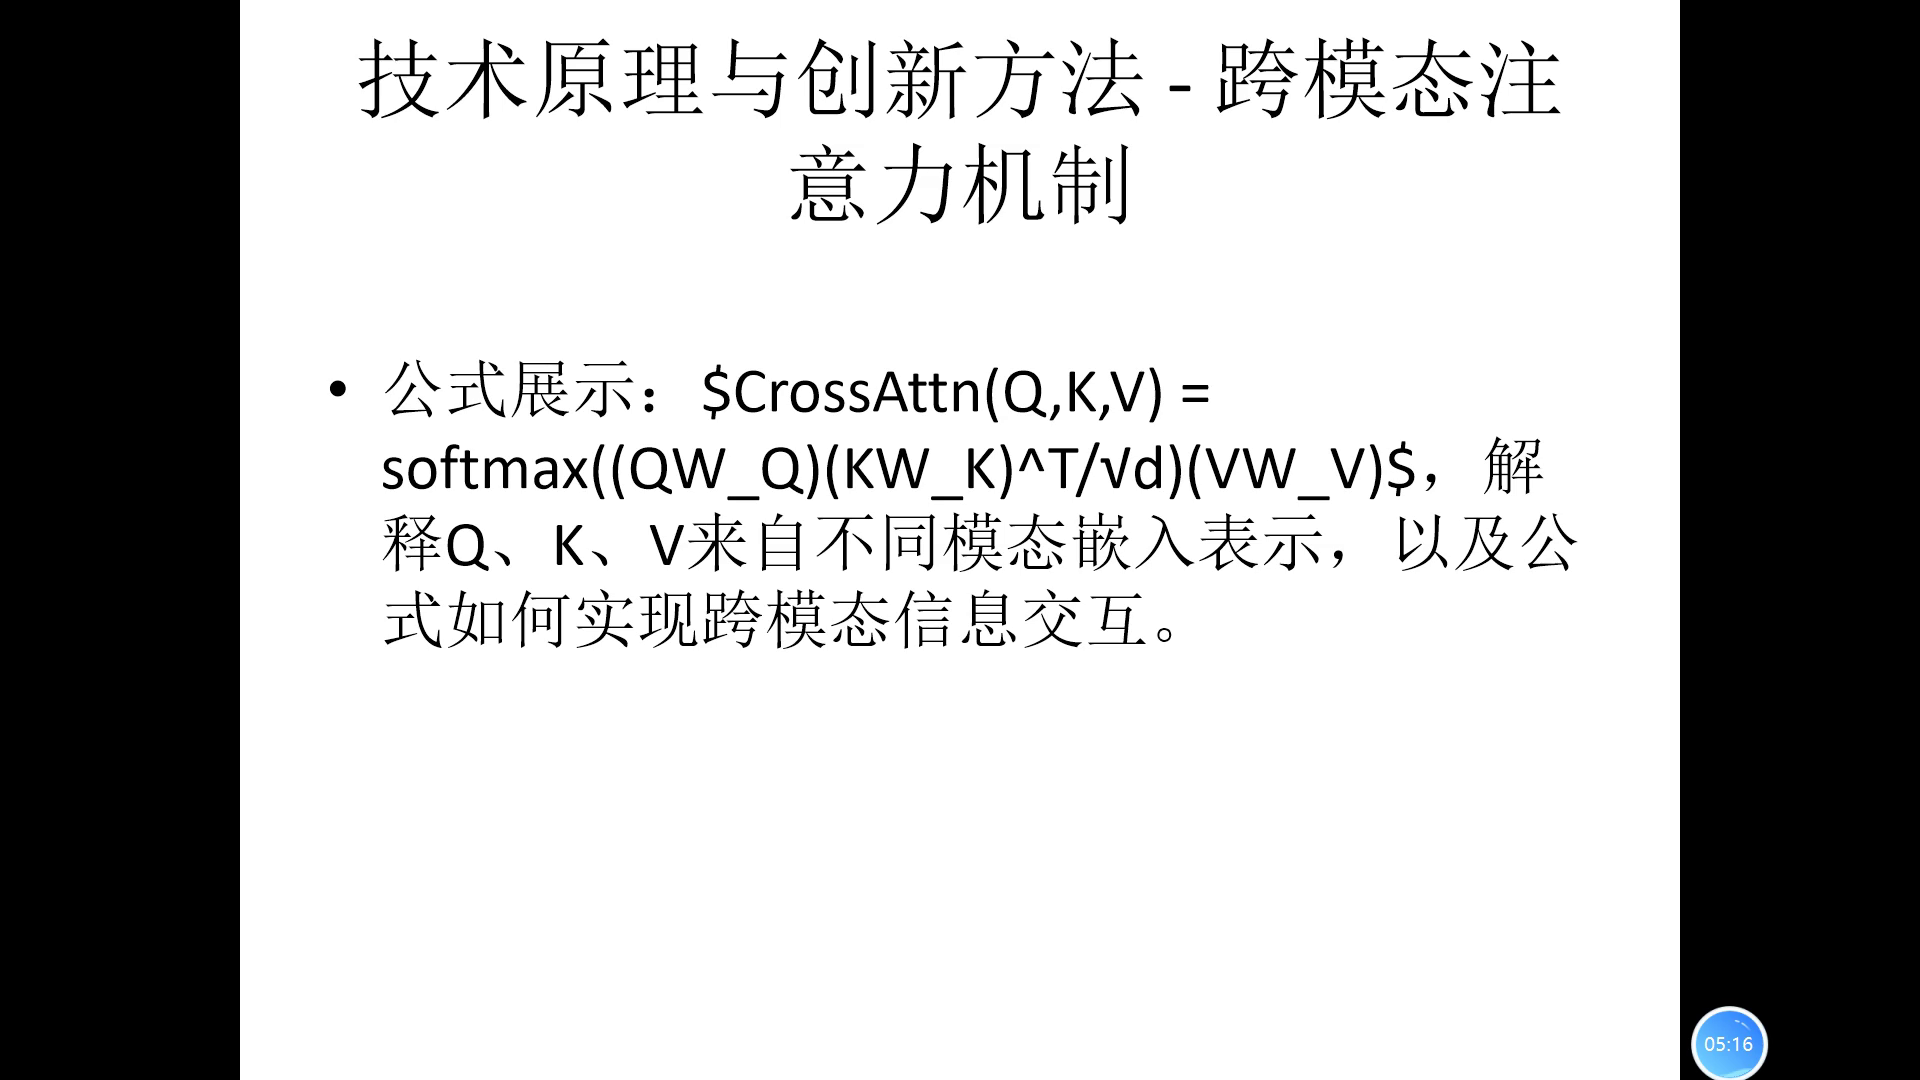 技术原理与创新方法 - 跨模态注
意力机制
• 公式展示：$CrossAttn(Q,K,V) =
softmax((QW_Q)(KW_K)^T/√d)(VW_V)$，解
释Q、K、V来自不同模态嵌入表示，以及公
式如何实现跨模态信息交互。
05:16